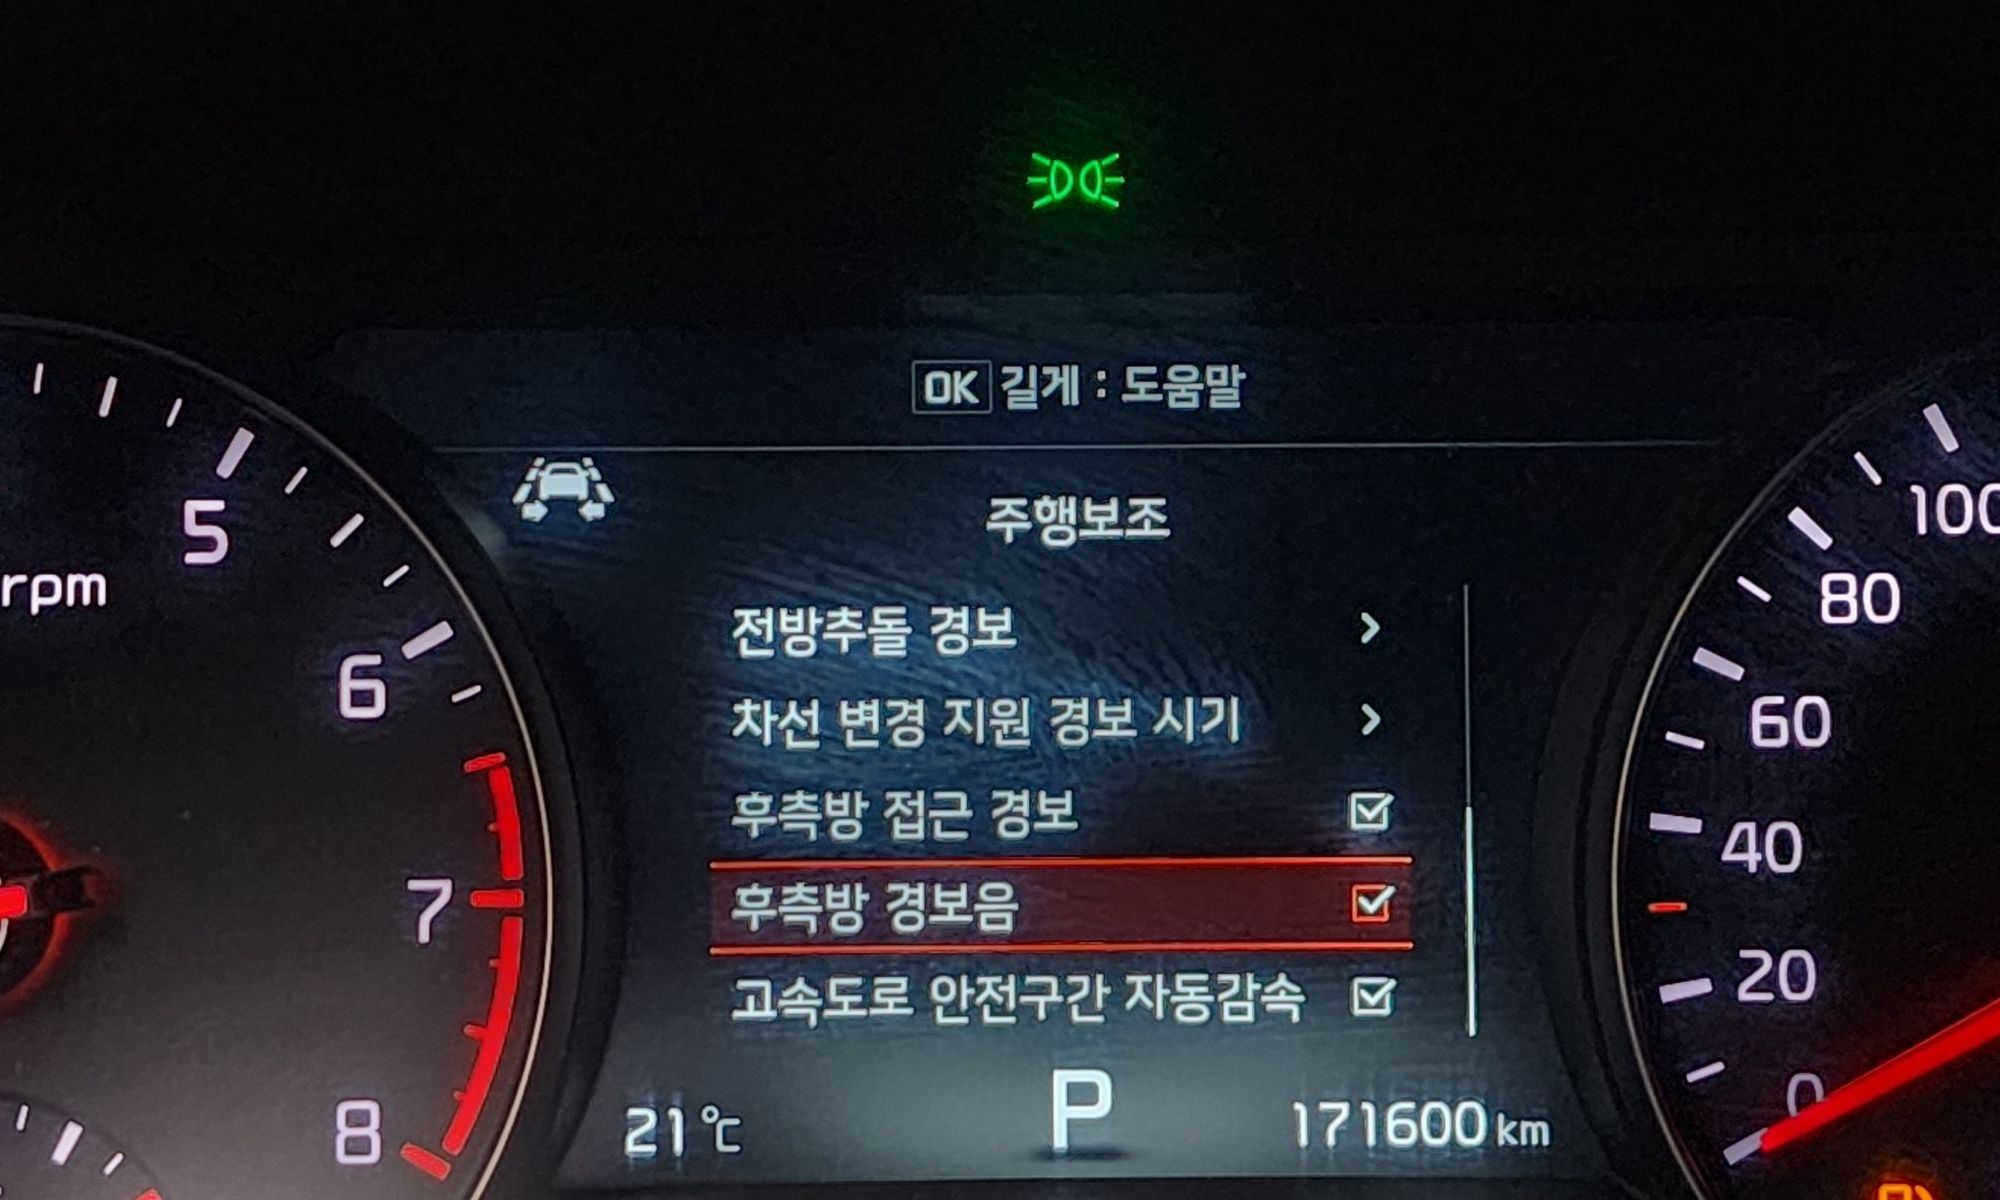 OK 길게 : 도움말
주행보조
전방추돌 경보
차선 변경 지원 경보 시기
후측방 접근 경보
후측방 경보음
고속도로 안전구간 자동감속
21℃
P
171600 km
rpm
5
6
7
8
100
80
60
40
20
0